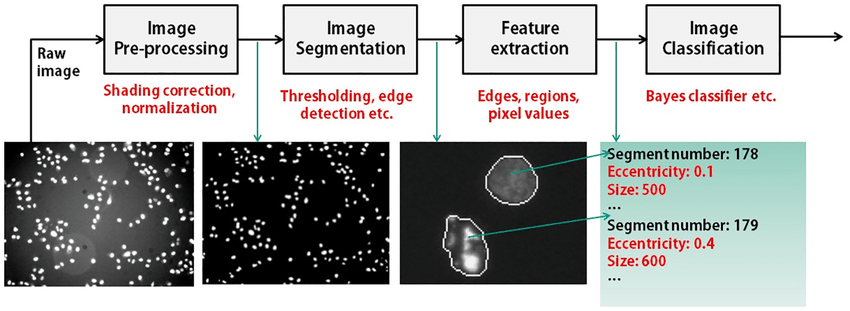 Raw
image
Image
Pre-processing
Image
Segmentation
Feature
extraction
Image
Classification
Shading correction,
normalization
Thresholding, edge
detection etc.
Edges, regions,
pixel values
Bayes classifier etc.
Segment number: 178
Eccentricity: 0.1
Size: 500
...
Segment number: 179
Eccentricity: 0.4
Size: 600
...